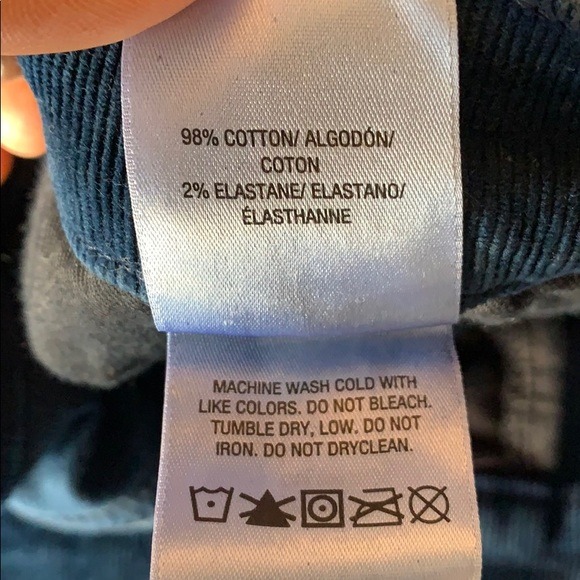 98% COTTON/ ALGODÓN/
COTON
2% ELASTANE/ ELASTANO/
ÉLASTHANNE
MACHINE WASH COLD WITH
LIKE COLORS. DO NOT BLEACH.
TUMBLE DRY, LOW. DO NOT
IRON. DO NOT DRYCLEAN.